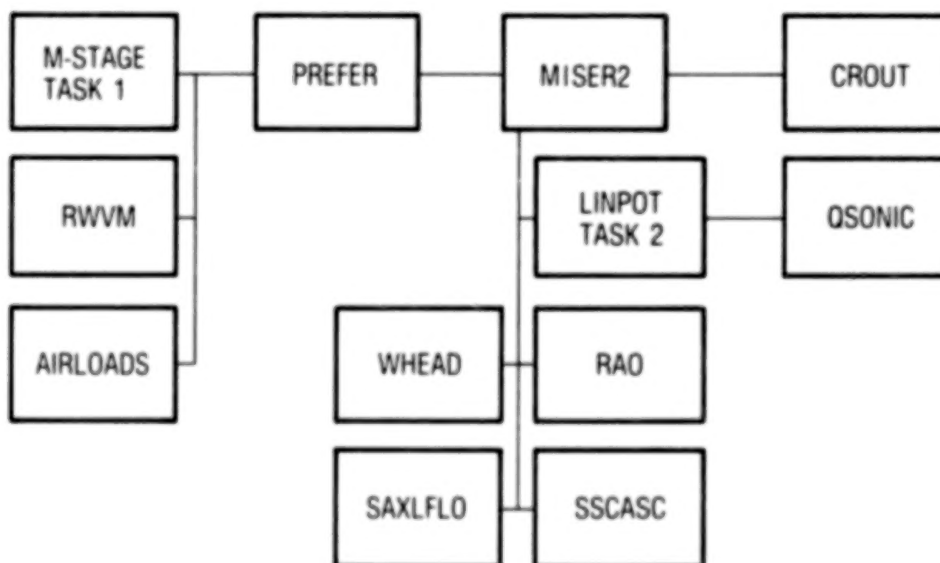 M-STAGE
TASK 1
PREFER
MISER2
CROUT
RWVM
LINPOT
TASK 2
QSONIC
AIRLOADS
WHEAD
RAO
SAXLFLO
SSCASC